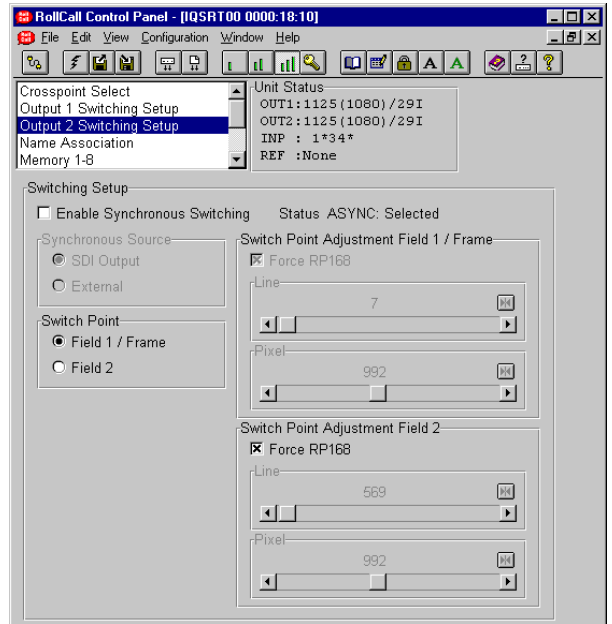 RollCall Control Panel - [IQSRT00 0000:18:10]
File Edit View Configuration Window Help
A A
Crosspoint Select
Output 1 Switching Setup
Output 2 Switching Setup
Name Association
Memory 1-8
Unit Status
OUT1:1125(1080)/29I
OUT2:1125(1080)/29I
INP : 1*34*
REF :None
Switching Setup
Enable Synchronous Switching Status ASYNC: Selected
Synchronous Source
SDI Output
External
Switch Point
Field 1 / Frame
Field 2
Switch Point Adjustment Field 1 / Frame
Force RP168
Line
7
Pixel
992
Switch Point Adjustment Field 2
Force RP168
Line
569
Pixel
992